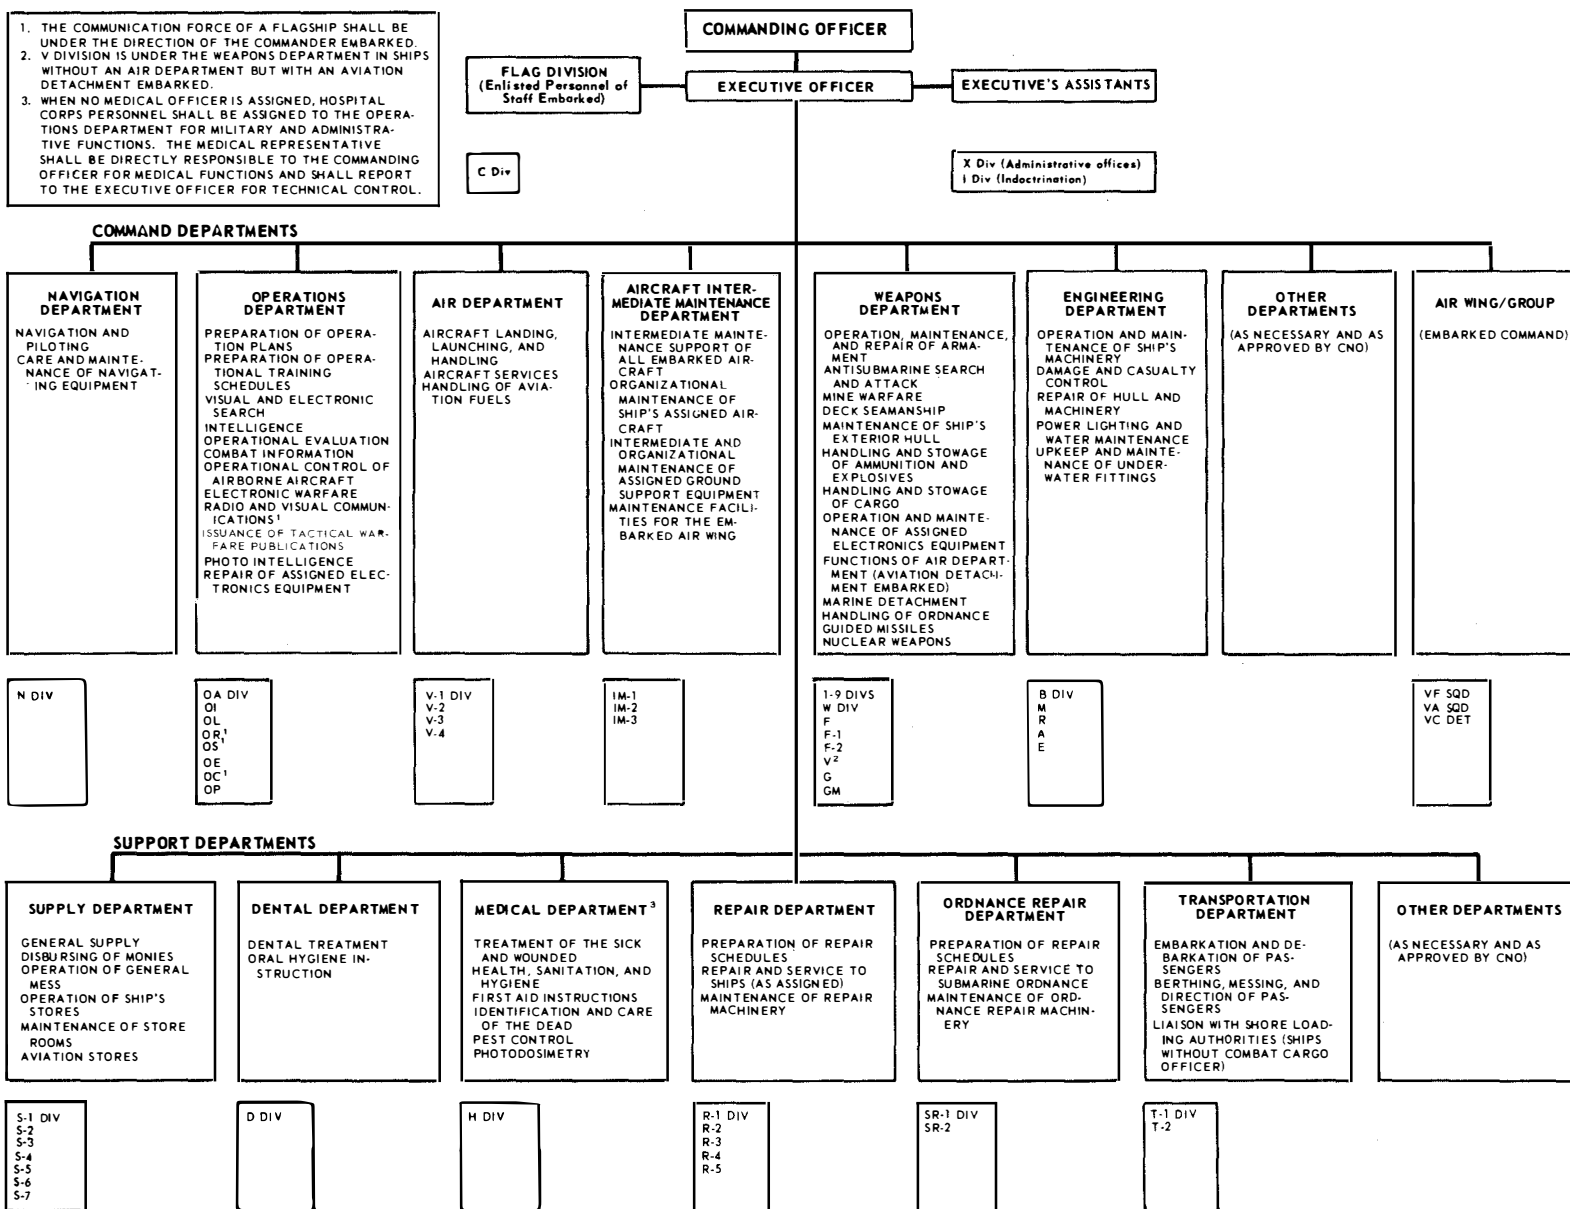 1. THE COMMUNICATION FORCE OF A FLAGSHIP SHALL BE
UNDER THE DIRECTION OF THE COMMANDER EMBARKED.
2. V DIVISION IS UNDER THE WEAPONS DEPARTMENT IN SHIPS
WITHOUT AN AIR DEPARTMENT BUT WITH AN AVIATION
DETACHMENT EMBARKED.
3. WHEN NO MEDICAL OFFICER IS ASSIGNED, HOSPITAL
CORPS PERSONNEL SHALL BE ASSIGNED TO THE OPERA-
TIONS DEPARTMENT FOR MILITARY AND ADMINISTRA-
TIVE FUNCTIONS. THE MEDICAL REPRESENTATIVE
SHALL BE DIRECTLY RESPONSIBLE TO THE COMMANDING
OFFICER FOR MEDICAL FUNCTIONS AND SHALL REPORT
TO THE EXECUTIVE OFFICER FOR TECHNICAL CONTROL.
COMMANDING OFFICER
FLAG DIVISION
(Enlisted Personnel of
Staff Embarked)
EXECUTIVE OFFICER
EXECUTIVE'S ASSISTANTS
C Div
X Div (Administrative offices)
I Div (Indoctrination)
COMMAND DEPARTMENTS
NAVIGATION
DEPARTMENT
NAVIGATION AND
PILOTING
CARE AND MAINTE-
NANCE OF NAVIGAT-
ING EQUIPMENT
OPERATIONS
DEPARTMENT
PREPARATION OF OPERA-
TION PLANS
PREPARATION OF OPERA-
TIONAL TRAINING
SCHEDULES
VISUAL AND ELECTRONIC
SEARCH
INTELLIGENCE
OPERATIONAL EVALUATION
COMBAT INFORMATION
OPERATIONAL CONTROL OF
AIRBORNE AIRCRAFT
ELECTRONIC WARFARE
RADIO AND VISUAL COMMUN-
ICATIONS¹
ISSUANCE OF TACTICAL WAR-
FARE PUBLICATIONS
PHOTO INTELLIGENCE
REPAIR OF ASSIGNED ELEC-
TRONICS EQUIPMENT
AIR DEPARTMENT
AIRCRAFT LANDING,
LAUNCHING, AND
HANDLING
AIRCRAFT SERVICES
HANDLING OF AVIA-
TION FUELS
AIRCRAFT INTER-
MEDIATE MAINTENANCE
DEPARTMENT
INTERMEDIATE MAINTE-
NANCE SUPPORT OF
ALL EMBARKED AIR-
CRAFT
ORGANIZATIONAL
MAINTENANCE OF
SHIP'S ASSIGNED AIR-
CRAFT
INTERMEDIATE AND
ORGANIZATIONAL
MAINTENANCE OF
ASSIGNED GROUND
SUPPORT EQUIPMENT
MAINTENANCE FACILI-
TIES FOR THE EM-
BARKED AIR WING
WEAPONS
DEPARTMENT
OPERATION, MAINTENANCE,
AND REPAIR OF ARMA-
MENT
ANTISUBMARINE SEARCH
AND ATTACK
MINE WARFARE
DECK SEAMANSHIP
MAINTENANCE OF SHIP'S
EXTERIOR HULL
HANDLING AND STOWAGE
OF AMMUNITION AND
EXPLOSIVES
HANDLING AND STOWAGE
OF CARGO
OPERATION AND MAINTE-
NANCE OF ASSIGNED
ELECTRONICS EQUIPMENT
FUNCTIONS OF AIR DEPART-
MENT (AVIATION DETACH-
MENT EMBARKED)
MARINE DETACHMENT
HANDLING OF ORDNANCE
GUIDED MISSILES
NUCLEAR WEAPONS
ENGINEERING
DEPARTMENT
OPERATION AND MAIN-
TENANCE OF SHIP'S
MACHINERY
DAMAGE AND CASUALTY
CONTROL
REPAIR OF HULL AND
MACHINERY
POWER LIGHTING AND
WATER MAINTENANCE
UPKEEP AND MAINTE-
NANCE OF UNDER-
WATER FITTINGS
OTHER
DEPARTMENTS
(AS NECESSARY AND AS
APPROVED BY CNO)
AIR WING/GROUP
(EMBARKED COMMAND)
N DIV
OA DIV
OI
OL
OR¹
OS¹
OE
OC¹
OP
V-1 DIV
V-2
V-3
V-4
IM-1
IM-2
IM-3
1-9 DIVS
W DIV
F
F-1
F-2
V²
G
GM
B DIV
M
R
A
E
VF SQD
VA SQD
VC DET
SUPPORT DEPARTMENTS
SUPPLY DEPARTMENT
GENERAL SUPPLY
DISBURSING OF MONIES
OPERATION OF GENERAL
MESS
OPERATION OF SHIP'S
STORES
MAINTENANCE OF STORE
ROOMS
AVIATION STORES
DENTAL DEPARTMENT
DENTAL TREATMENT
ORAL HYGIENE IN-
STRUCTION
MEDICAL DEPARTMENT³
TREATMENT OF THE SICK
AND WOUNDED
HEALTH, SANITATION, AND
HYGIENE
FIRST AID INSTRUCTIONS
IDENTIFICATION AND CARE
OF THE DEAD
PEST CONTROL
PHOTODOSIMETRY
REPAIR DEPARTMENT
PREPARATION OF REPAIR
SCHEDULES
REPAIR AND SERVICE TO
SHIPS (AS ASSIGNED)
MAINTENANCE OF REPAIR
MACHINERY
ORDNANCE REPAIR
DEPARTMENT
PREPARATION OF REPAIR
SCHEDULES
REPAIR AND SERVICE TO
SUBMARINE ORDNANCE
MAINTENANCE OF ORD-
NANCE REPAIR MACHIN-
ERY
TRANSPORTATION
DEPARTMENT
EMBARKATION AND DE-
BARKATION OF PAS-
SENGERS
BERTHING, MESSING, AND
DIRECTION OF PAS-
SENGERS
LIAISON WITH SHORE LOAD-
ING AUTHORITIES (SHIPS
WITHOUT COMBAT CARGO
OFFICER)
OTHER DEPARTMENTS
(AS NECESSARY AND AS
APPROVED BY CNO)
S-1 DIV
S-2
S-3
S-4
S-5
S-6
S-7
D DIV
H DIV
R-1 DIV
R-2
R-3
R-4
R-5
SR-1 DIV
SR-2
T-1 DIV
T-2